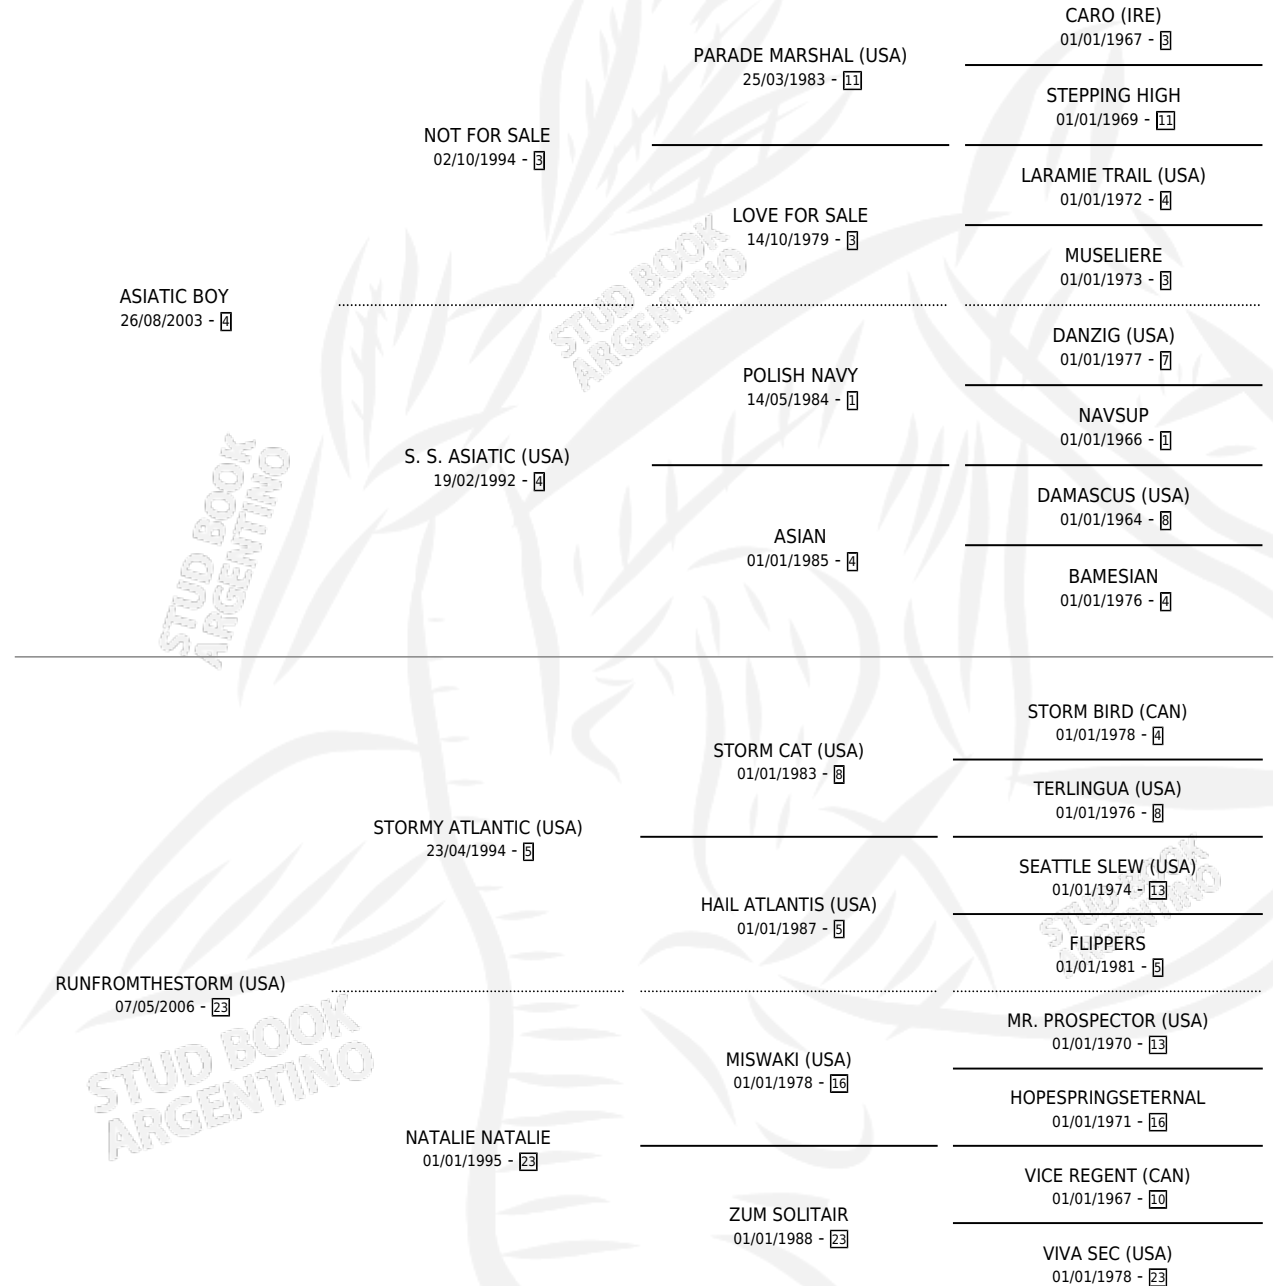 CARO (IRE)
01/01/1967 - 3
PARADE MARSHAL (USA)
25/03/1983 - 11
STEPPING HIGH
01/01/1969 - 11
NOT FOR SALE
02/10/1994 - 3
LARAMIE TRAIL (USA)
01/01/1972 - 4
LOVE FOR SALE
14/10/1979 - 3
MUSELIERE
01/01/1973 - 3
ASIATIC BOY
26/08/2003 - 4
DANZIG (USA)
01/01/1977 - 7
POLISH NAVY
14/05/1984 - 1
NAVSUP
01/01/1966 - 1
S. S. ASIATIC (USA)
19/02/1992 - 4
DAMASCUS (USA)
01/01/1964 - 8
ASIAN
01/01/1985 - 4
BAMESIAN
01/01/1976 - 4
STORM BIRD (CAN)
01/01/1978 - 4
STORM CAT (USA)
01/01/1983 - 8
TERLINGUA (USA)
01/01/1976 - 8
STORMY ATLANTIC (USA)
23/04/1994 - 5
SEATTLE SLEW (USA)
01/01/1974 - 13
HAIL ATLANTIS (USA)
01/01/1987 - 5
FLIPPERS
01/01/1981 - 5
RUNFROMTHESTORM (USA)
07/05/2006 - 23
MR. PROSPECTOR (USA)
01/01/1970 - 13
MISWAKI (USA)
01/01/1978 - 16
HOPESPRINGSETERNAL
01/01/1971 - 16
NATALIE NATALIE
01/01/1995 - 23
VICE REGENT (CAN)
01/01/1967 - 10
ZUM SOLITAIR
01/01/1988 - 23
VIVA SEC (USA)
01/01/1978 - 23
STUD BOOK
ARGENTINO
STUD BOOK
ARGENTINO
STUD BOOK
ARGENTINO
STUD BOOK
ARGENTINO